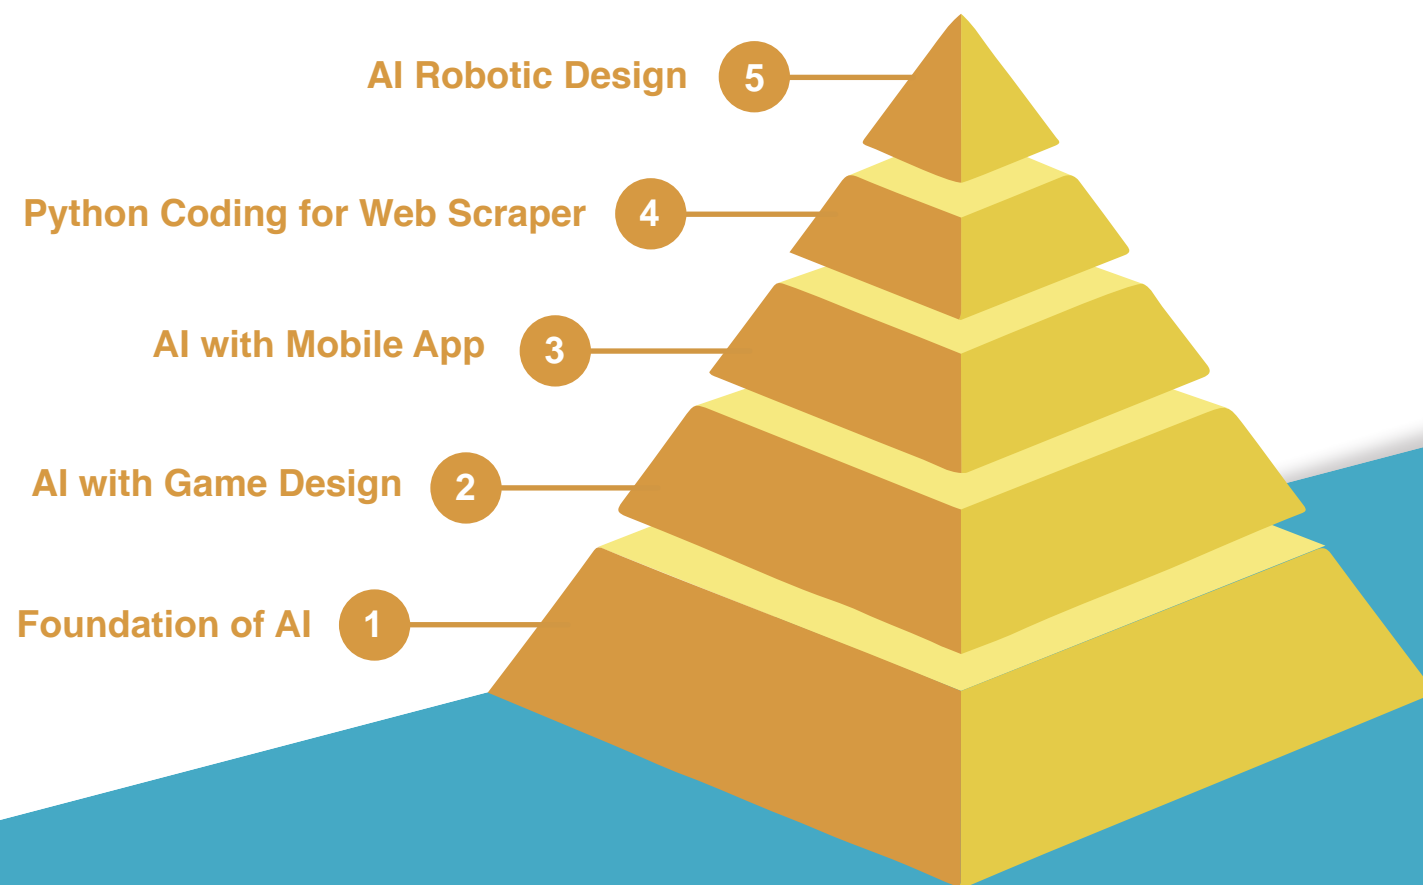 AI Robotic Design 5
Python Coding for Web Scraper 4
AI with Mobile App 3
AI with Game Design 2
Foundation of AI 1